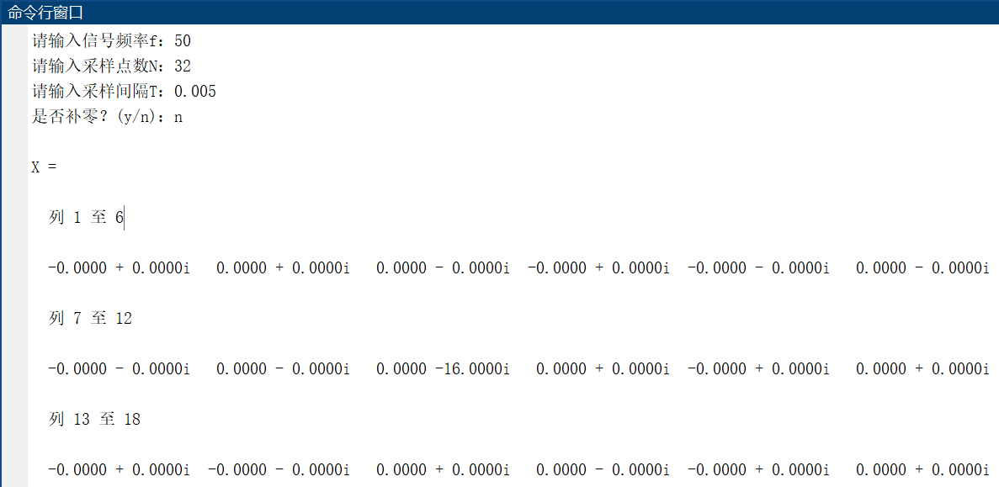 命令行窗口
请输入信号频率f：50
请输入采样点数N：32
请输入采样间隔T：0.005
是否补零？(y/n)：n
X =
列 1 至 6
-0.0000 + 0.0000i   0.0000 + 0.0000i   0.0000 - 0.0000i  -0.0000 + 0.0000i  -0.0000 - 0.0000i   0.0000 - 0.0000i
列 7 至 12
-0.0000 - 0.0000i   0.0000 - 0.0000i   0.0000 -16.0000i   0.0000 + 0.0000i  -0.0000 + 0.0000i   0.0000 + 0.0000i
列 13 至 18
-0.0000 + 0.0000i  -0.0000 - 0.0000i   0.0000 + 0.0000i   0.0000 - 0.0000i  -0.0000 + 0.0000i   0.0000 + 0.0000i